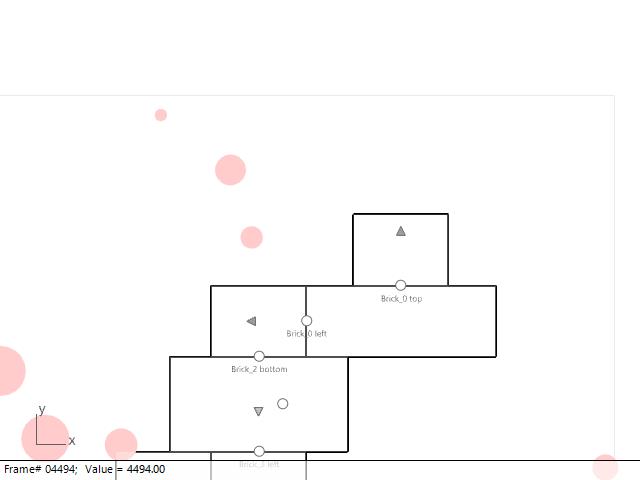 Brick_0 top
Brick_0 left
Brick_2 bottom
y
x
Brick_3 left
Frame# 04494; Value = 4494.00